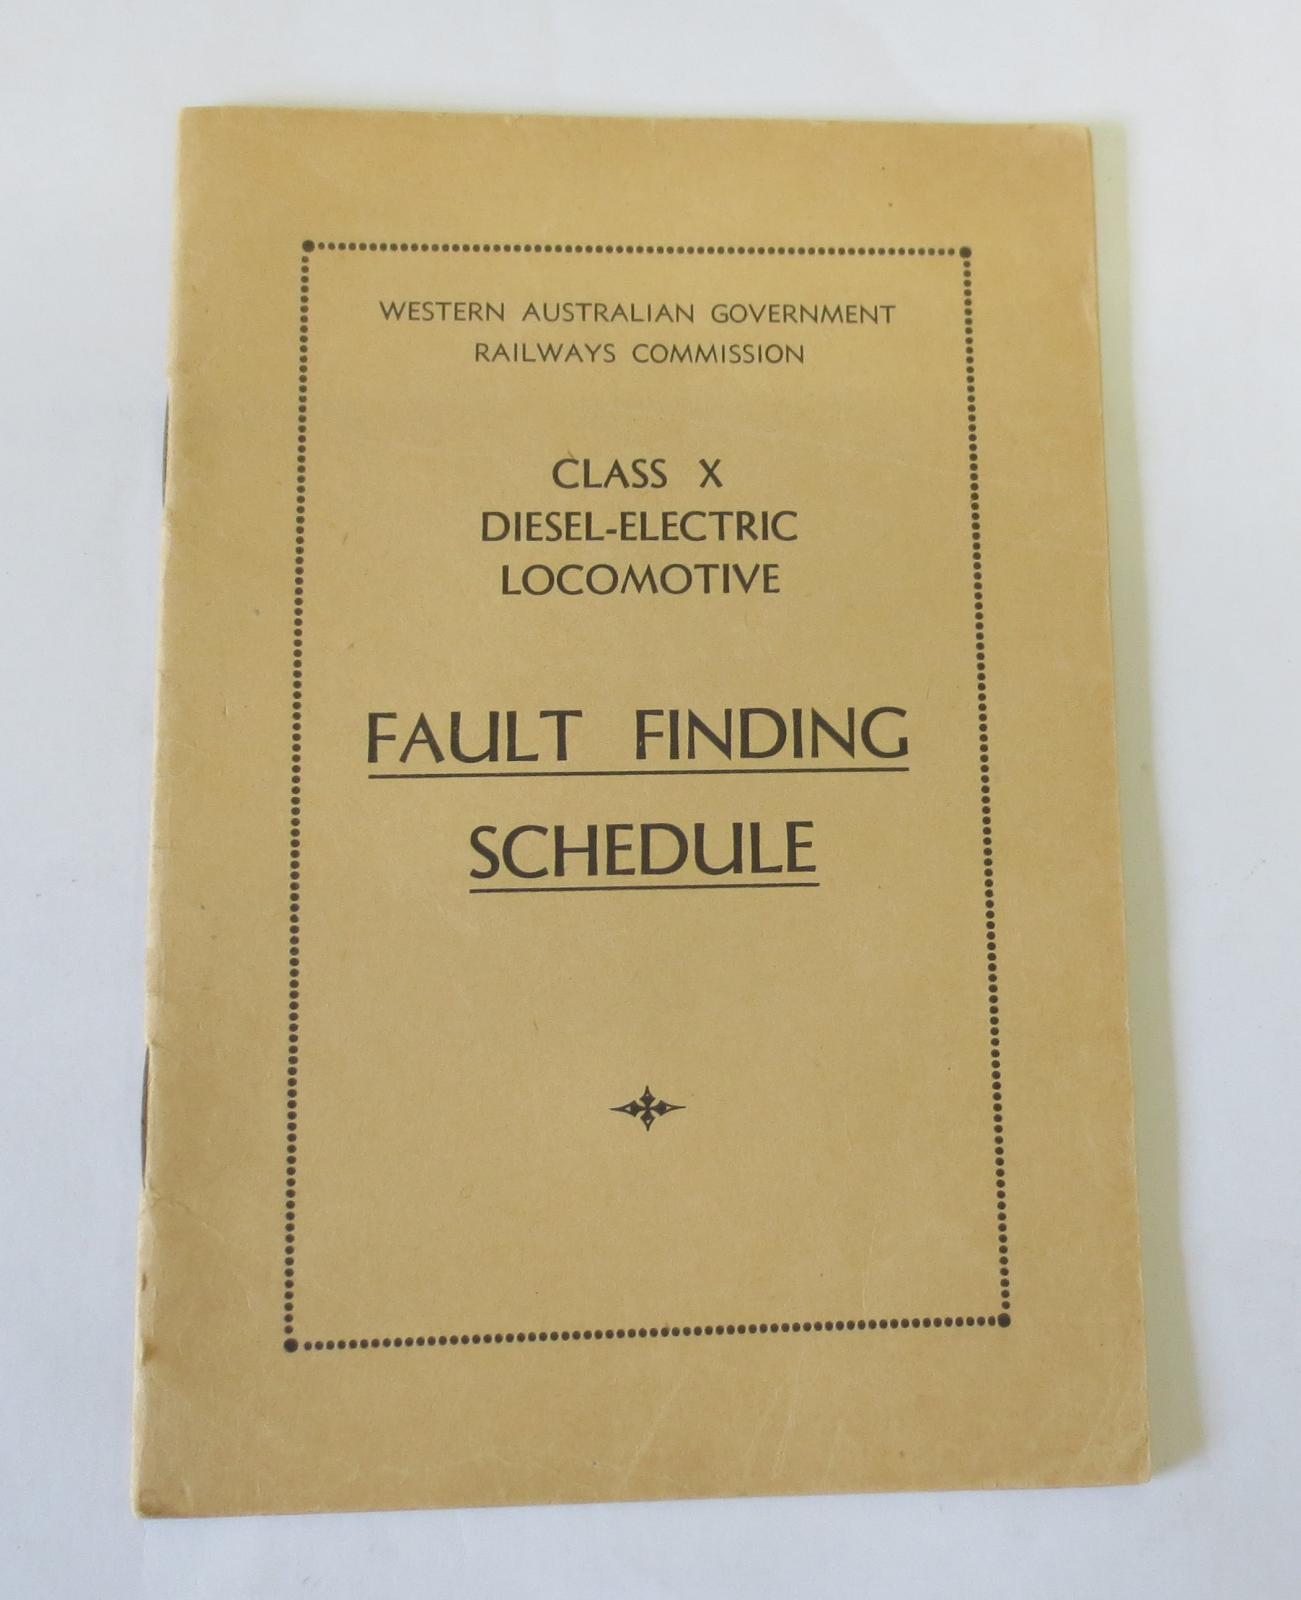 WESTERN AUSTRALIAN GOVERNMENT
RAILWAYS COMMISSION
CLASS X
DIESEL-ELECTRIC
LOCOMOTIVE
FAULT FINDING
SCHEDULE